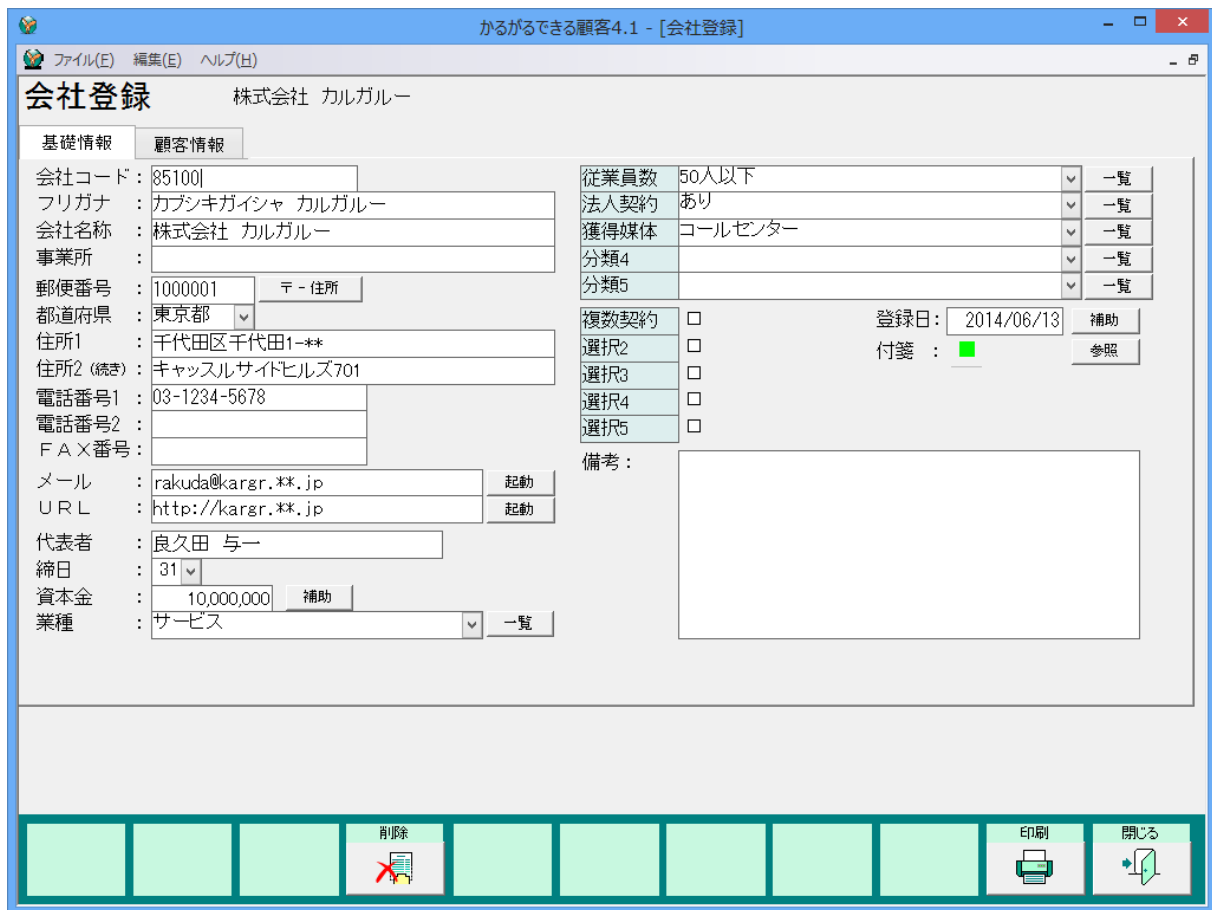 かるがるできる顧客4.1 - [会社登録]
ファイル(F) 編集(E) ヘルプ(H)
会社登録 株式会社 カルガルー
基礎情報 顧客情報
会社コード： 85100
フリガナ ： カブシキガイシャ カルガルー
会社名称 ： 株式会社 カルガルー
事業所 ：
郵便番号 ： 1000001 〒 - 住所
都道府県 ： 東京都
住所1 ： 千代田区千代田1-**
住所2 (続き)： キャッスルサイドヒルズ701
電話番号1 ： 03-1234-5678
電話番号2 ：
ＦＡＸ番号：
メール ： rakuda@kargr.**.jp 起動
ＵＲＬ ： http://kargr.**.jp 起動
代表者 ： 良久田 与一
締日 ： 31
資本金 ： 10,000,000 補助
業種 ： サービス 一覧
従業員数 50人以下 一覧
法人契約 あり 一覧
獲得媒体 コールセンター 一覧
分類4 一覧
分類5 一覧
複数契約
選択2
選択3
選択4
選択5
登録日： 2014/06/13 補助
付箋 ： 参照
備考：
削除 印刷 閉じる